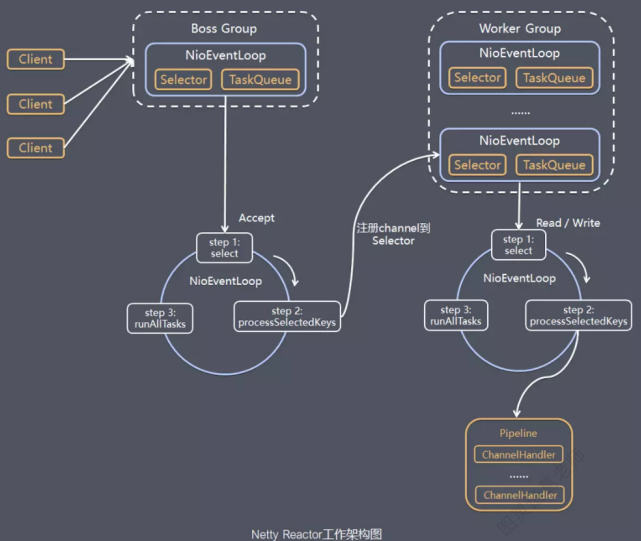 Boss Group
NioEventLoop
Selector
TaskQueue
Client
Client
Client
Worker Group
NioEventLoop
Selector
TaskQueue
......
NioEventLoop
Selector
TaskQueue
Accept
注册channel到
Selector
Read / Write
step 1:
select
NioEventLoop
step 2:
processSelectedKeys
step 3:
runAllTasks
step 1:
select
NioEventLoop
step 2:
processSelectedKeys
step 3:
runAllTasks
Pipeline
ChannelHandler
......
ChannelHandler
Netty Reactor工作架构图